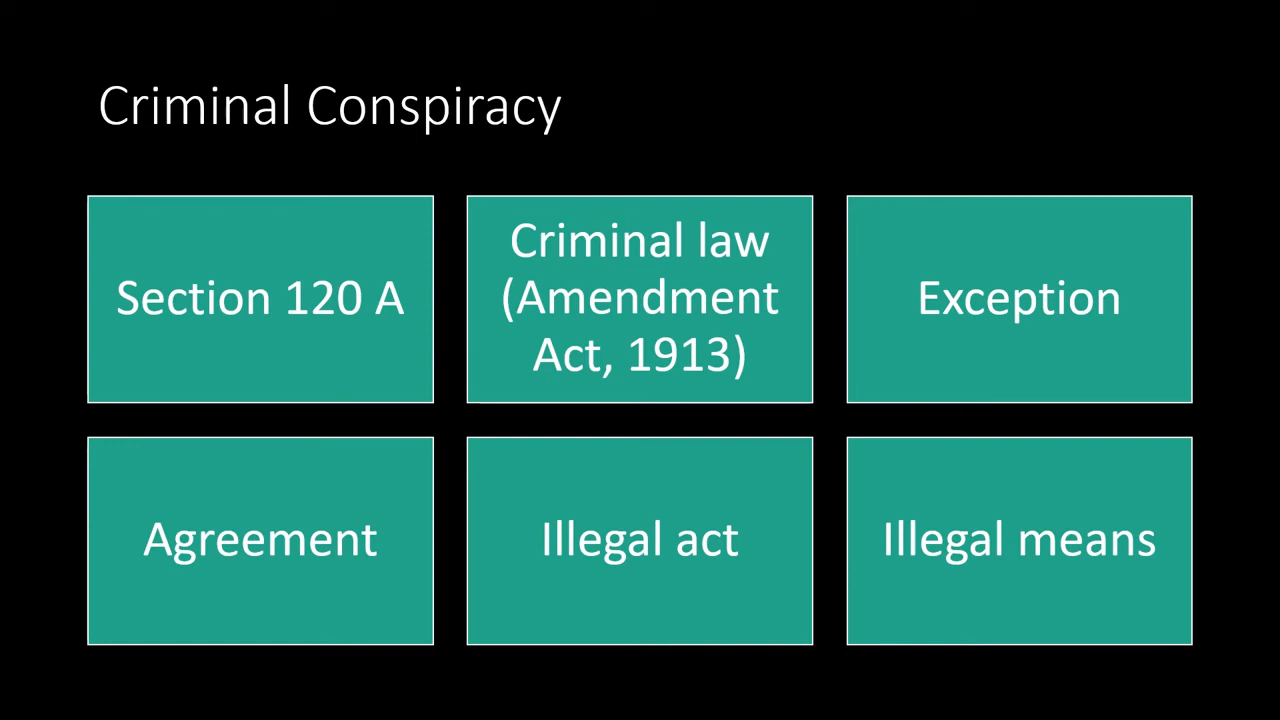 Criminal Conspiracy
Section 120 A
Criminal law
(Amendment
Act, 1913)
Exception
Agreement
Illegal act
Illegal means